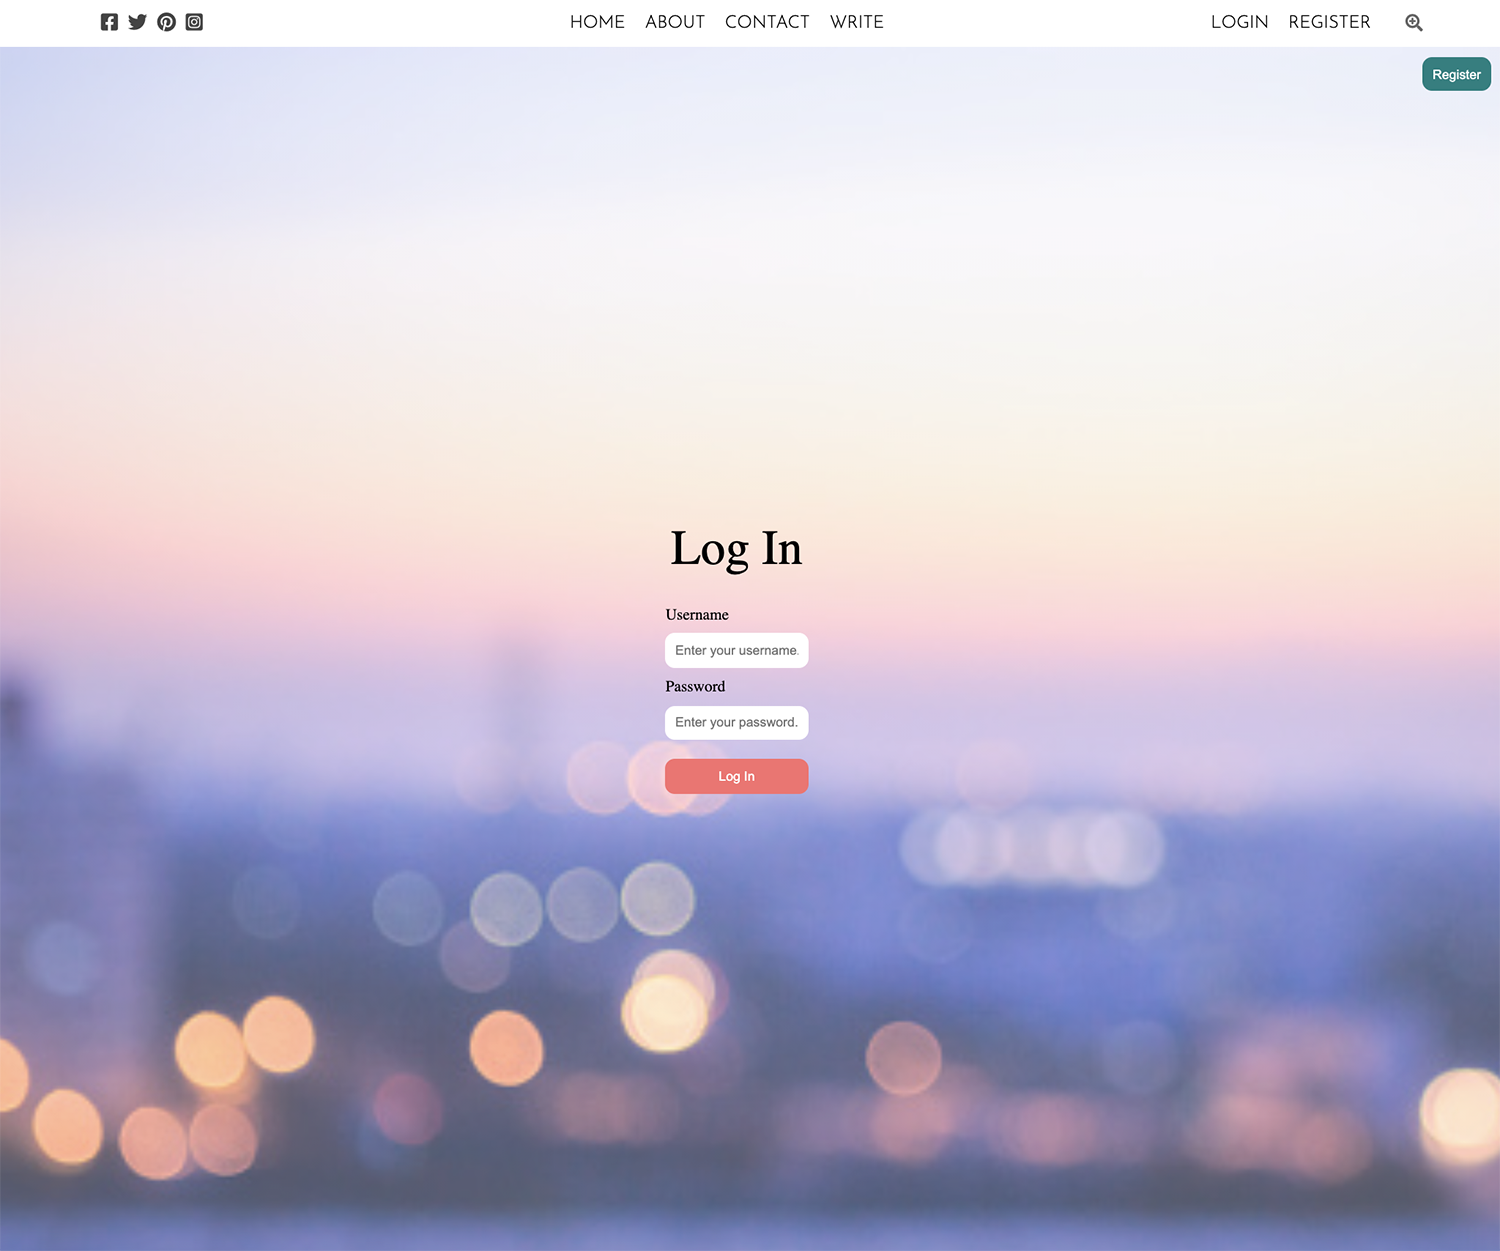 HOME ABOUT CONTACT WRITE LOGIN REGISTER
Register
Log In
Username
Enter your username.
Password
Enter your password.
Log In